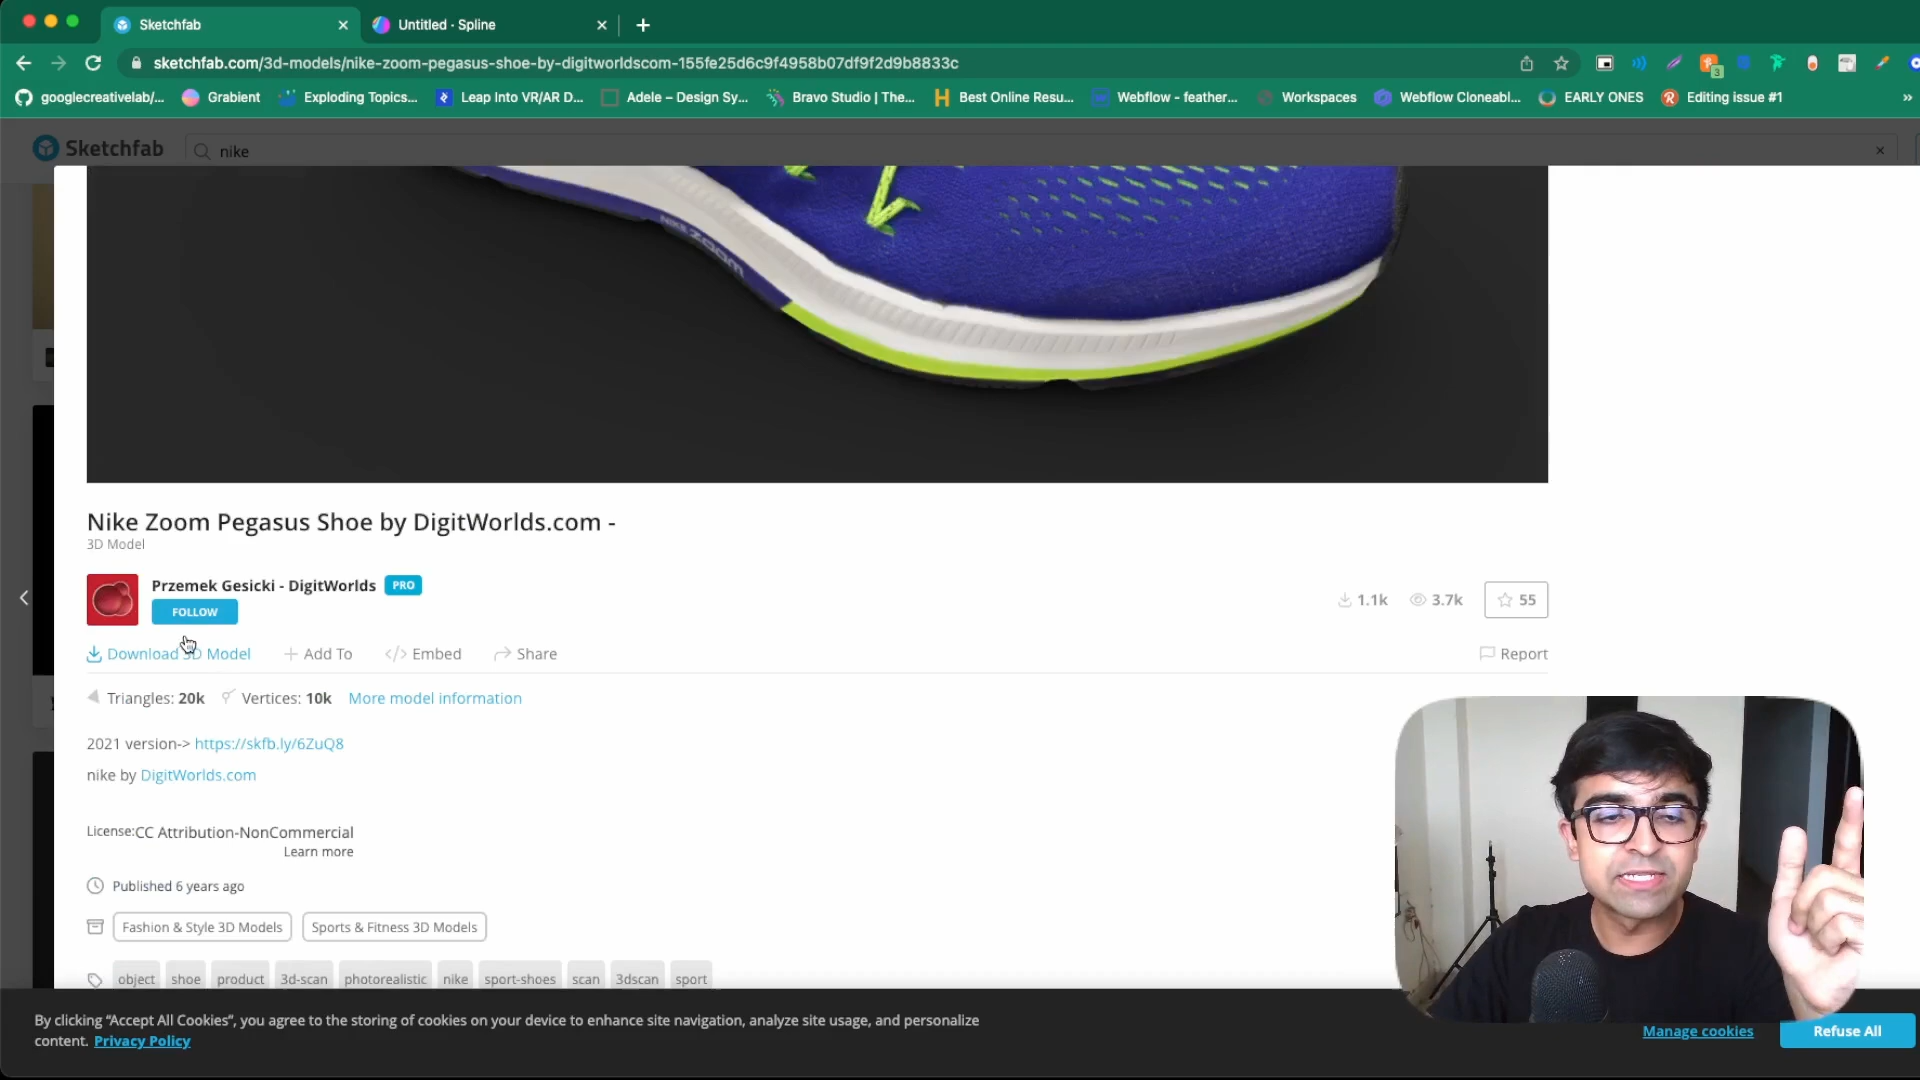 Sketchfab
Untitled · Spline
sketchfab.com/3d-models/nike-zoom-pegasus-shoe-by-digitworldscom-155fe25d6c9f4958b07df9f2d9b8833c
3
googlecreativelab/...
Grabient
Exploding Topics...
Leap Into VR/AR D...
Adele – Design Sy...
Bravo Studio | The...
Best Online Resu...
Webflow - feather...
Workspaces
Webflow Cloneabl...
EARLY ONES
Editing issue #1
Sketchfab
nike
NIKE ZOOM
Nike Zoom Pegasus Shoe by DigitWorlds.com -
3D Model
Przemek Gesicki - DigitWorlds PRO
FOLLOW
1.1k 3.7k 55
Download 3D Model
Add To
Embed
Share
Report
Triangles: 20k Vertices: 10k More model information
2021 version-> https://skfb.ly/6ZuQ8
nike by DigitWorlds.com
License:CC Attribution-NonCommercial
Learn more
Published 6 years ago
Fashion & Style 3D Models
Sports & Fitness 3D Models
object shoe product 3d-scan photorealistic nike sport-shoes scan 3dscan sport
By clicking “Accept All Cookies”, you agree to the storing of cookies on your device to enhance site navigation, analyze site usage, and personalize
content. Privacy Policy
Manage cookies
Refuse All